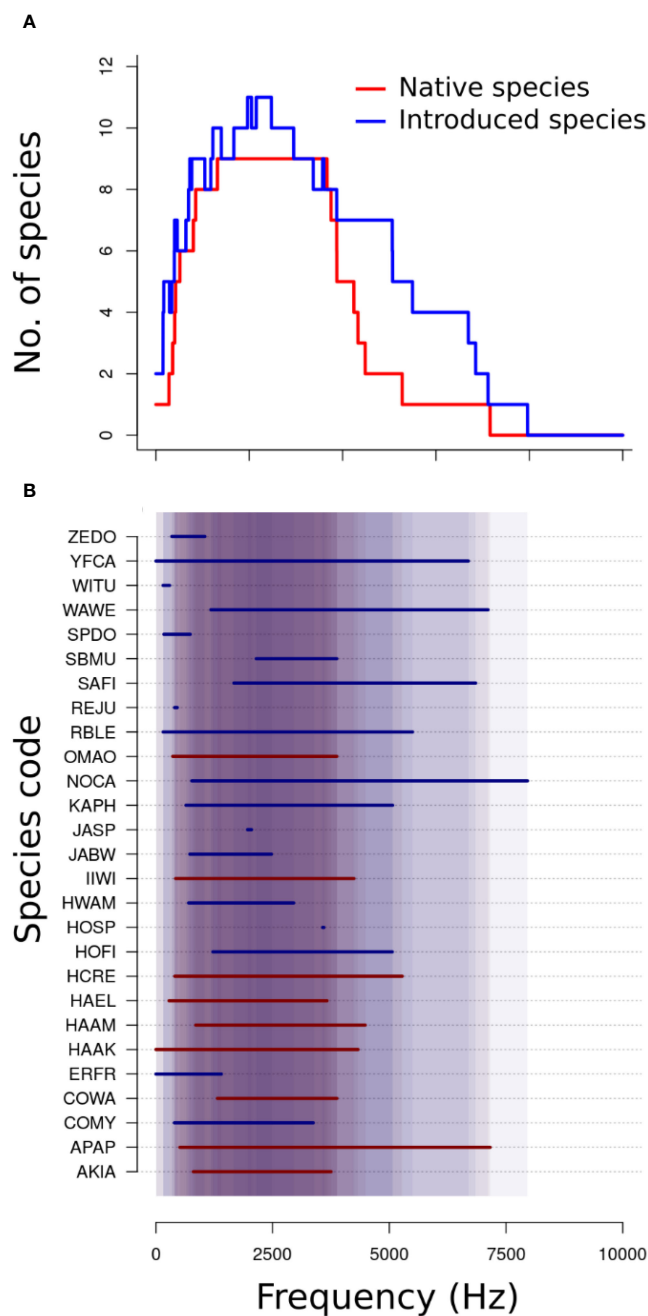 A
No. of species
12
10
8
6
4
2
0
Native species
Introduced species
B
Species code
ZEDO
YFCA
WITU
WAWE
SPDO
SBMU
SAFI
REJU
RBLE
OMAO
NOCA
KAPH
JASP
JABW
IIWI
HWAM
HOSP
HOFI
HCRE
HAEL
HAAM
HAAK
ERFR
COWA
COMY
APAP
AKIA
0 2500 5000 7500 10000
Frequency (Hz)